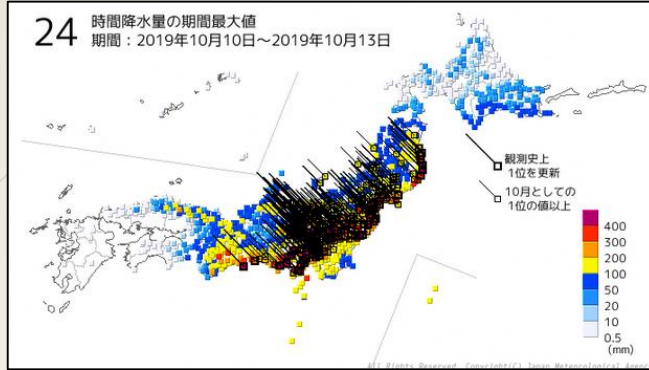 24 時間降水量の期間最大値
期間：2019年10月10日～2019年10月13日
観測史上
1位を更新
10月としての
1位の値以上
400
300
200
100
50
20
10
0.5
(mm)
All Rights Reserved. Copyright(C) Japan Meteorological Agency